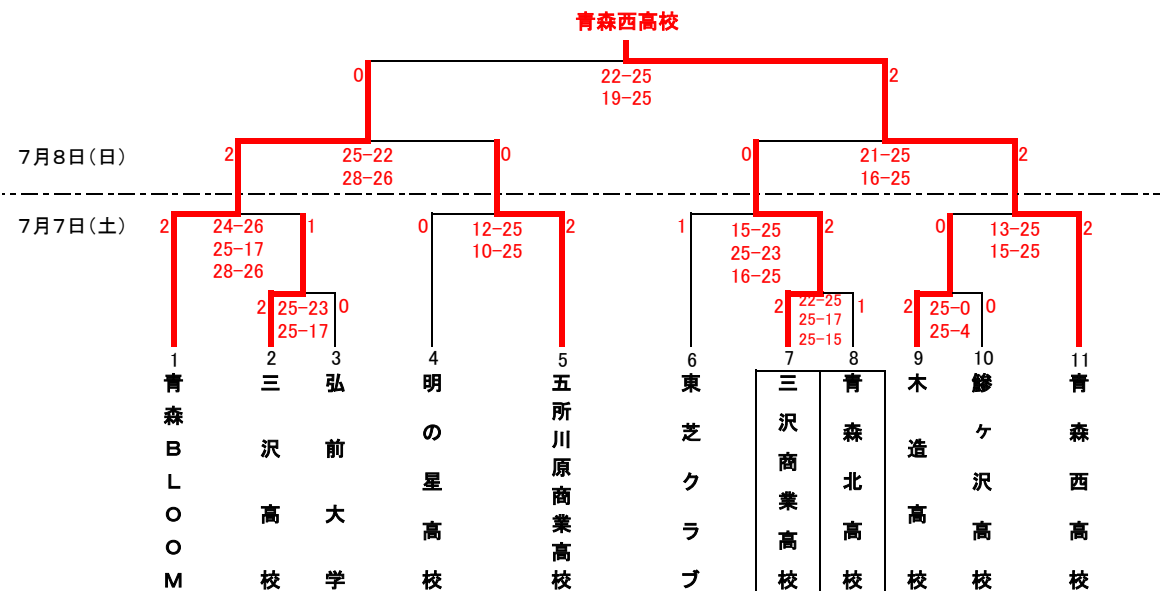 青森西高校
0 2
22-25
19-25
7月8日(日)
2 25-22 0 0 21-25 2
28-26 16-25
7月7日(土)
2 24-26 1 0 12-25 2 1 15-25 2 0 13-25 2
25-17 10-25 25-23 15-25
28-26 16-25
2 25-23 0 2 22-25 1 2 25-0 0
25-17 25-17 25-4
25-15
1 2 3 4 5 6 7 8 9 10 11
青森BLOOM
三沢高校
弘前大学
明の星高校
五所川原商業高校
東芝クラブ
三沢商業高校
青森北高校
木造高校
鰺ヶ沢高校
青森西高校